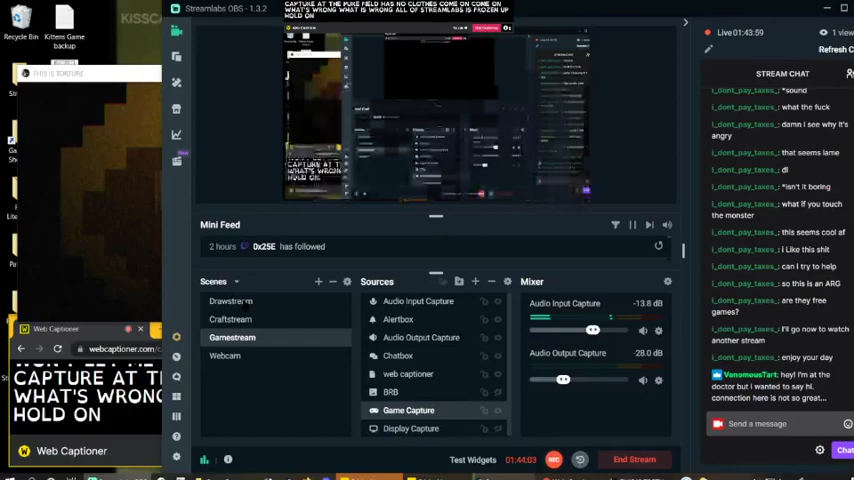 CAPTURE AT THE PUKE FIELD HAS NO CLOTHES COME ON COME ON
WHAT'S WRONG WHAT IS WRONG ALL OF STREAMLABS IS FROZEN UP
HOLD ON
Streamlabs OBS - 1.3.2
Recycle Bin
Kittens Game
backup
KISSCA
THIS IS TORTURE
Web Captioner
webcaptioner.com/c
CAPTURE AT TH
WHAT'S WRONG
HOLD ON
Web Captioner
CAPTURE AT T
WHAT'S WRON
HOLD ON
Mini Feed
2 hours 0x25E has followed
Scenes
Drawstream
Craftstream
Gamestream
Webcam
Sources
Audio Input Capture
Alertbox
Audio Output Capture
Chatbox
web captioner
BRB
Game Capture
Display Capture
Mixer
Audio Input Capture -13.8 dB
Audio Output Capture -28.0 dB
Test Widgets 01:44:03 REC End Stream
Live 01:43:59
1 view
Refresh C
STREAM CHAT
i_dont_pay_taxes_:
*sound
i_dont_pay_taxes_:
what the fuck
i_dont_pay_taxes_:
damn I see why it's
angry
i_dont_pay_taxes_:
that seems lame
i_dont_pay_taxes_: dl
i_dont_pay_taxes_:
*isn't it boring
i_dont_pay_taxes_:
what if you touch
the monster
i_dont_pay_taxes_:
this seems cool af
i_dont_pay_taxes_:
i Like this shit
i_dont_pay_taxes_:
can I try to help
i_dont_pay_taxes_:
so this is an ARG
i_dont_pay_taxes_:
are they free
games?
i_dont_pay_taxes_:
I'll go now to watch
another stream
i_dont_pay_taxes_:
enjoy your day
VenomousTart: hey! I'm at the
doctor but i wanted to say hi.
connection here is not so great...
Send a message
Chat